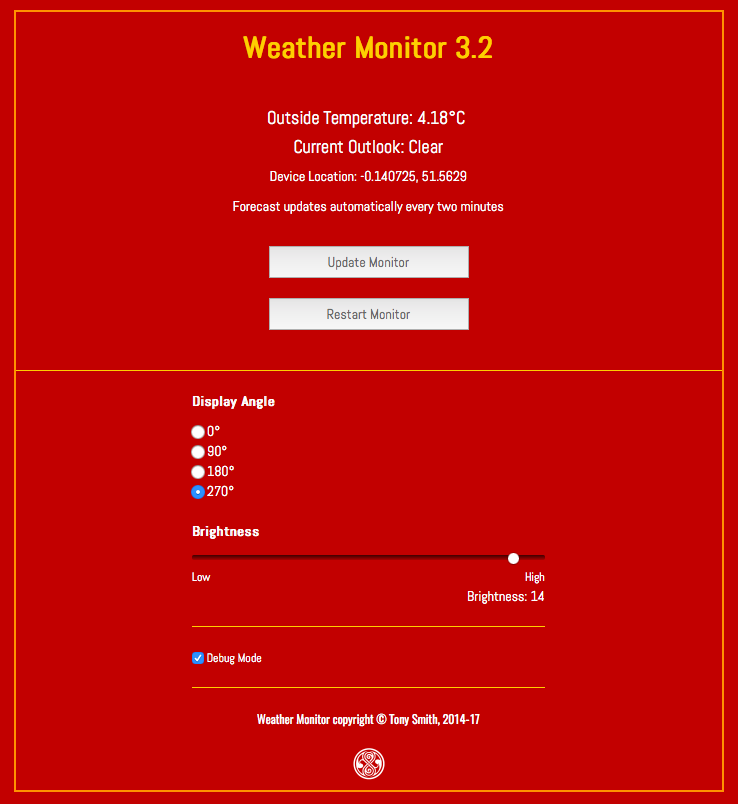 Weather Monitor 3.2
Outside Temperature: 4.18°C
Current Outlook: Clear
Device Location: -0.140725, 51.5629
Forecast updates automatically every two minutes
Update Monitor
Restart Monitor
Display Angle
0°
90°
180°
270°
Brightness
Low High
Brightness: 14
Debug Mode
Weather Monitor copyright © Tony Smith, 2014-17